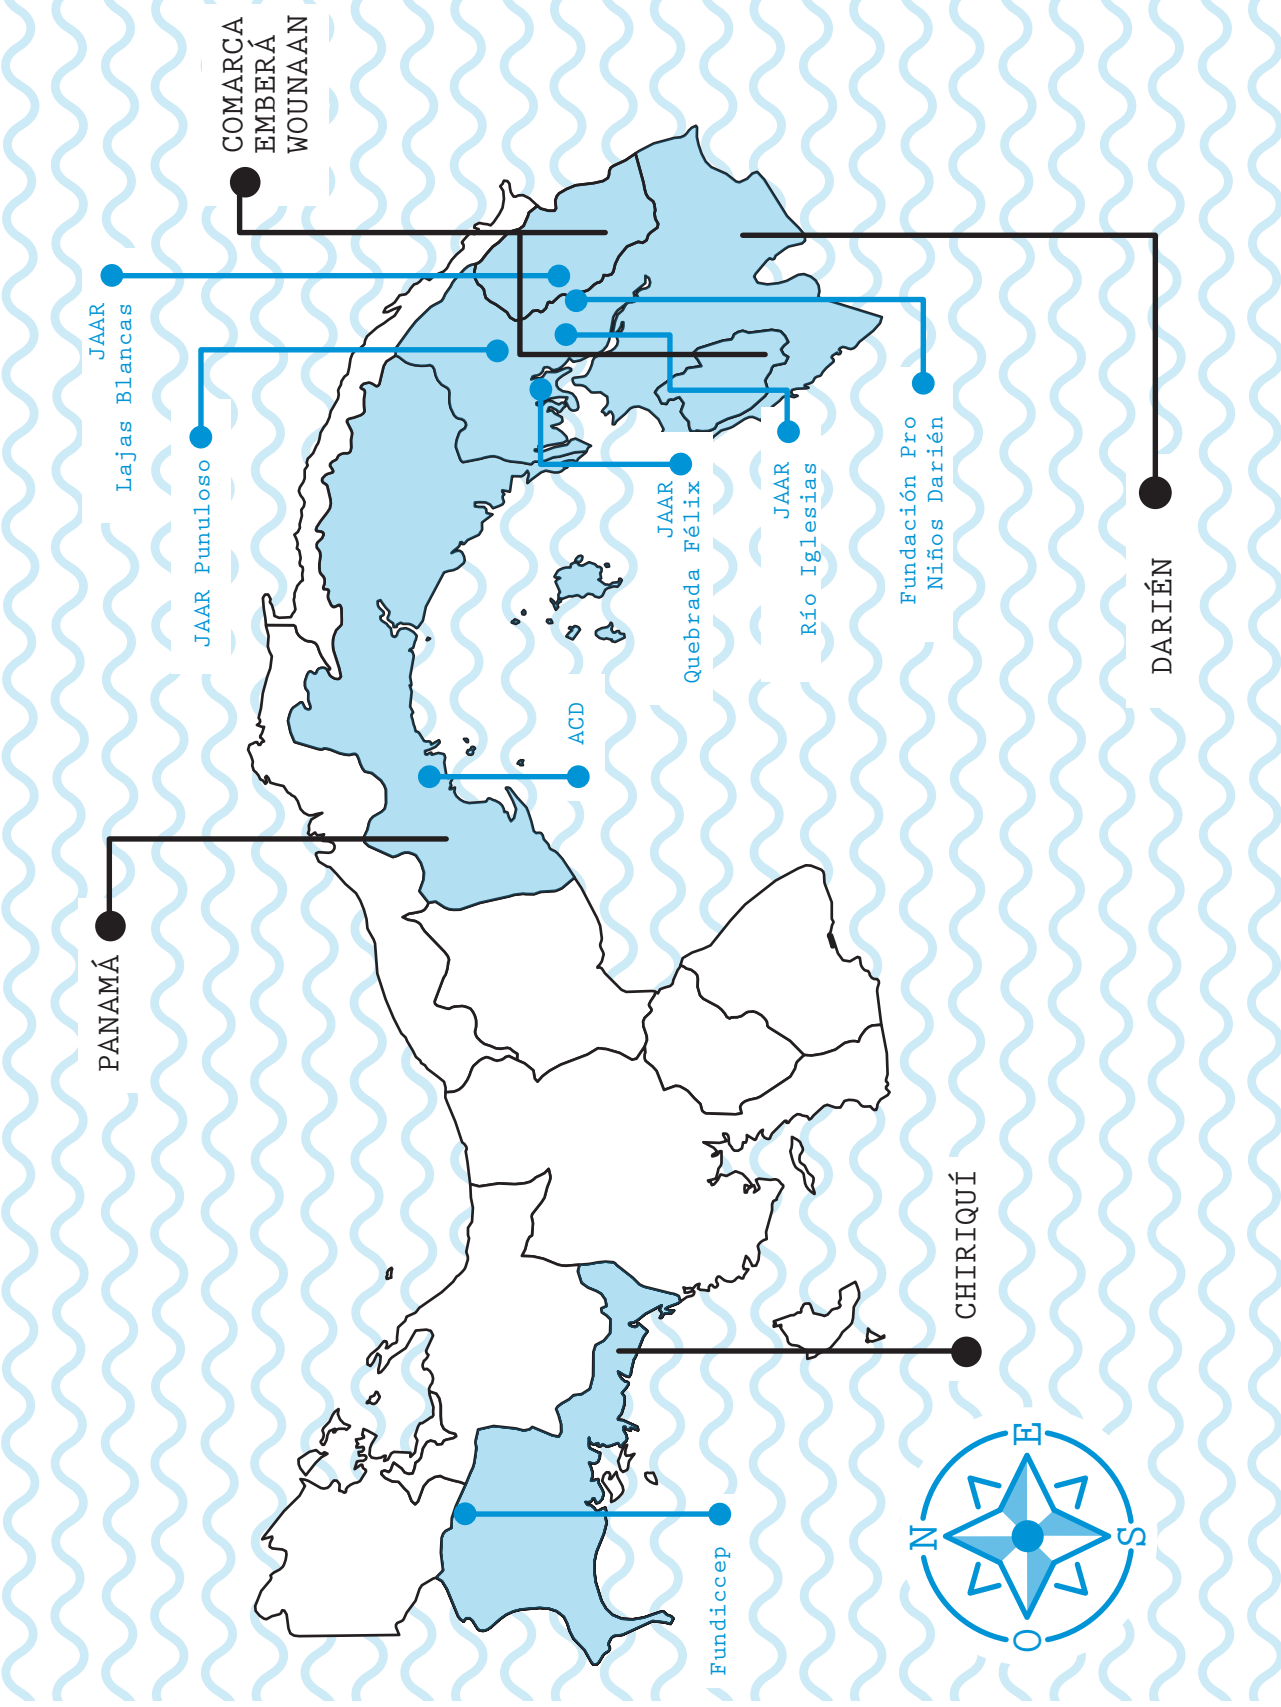 COMARCA
EMBERÁ
WOUNAAN
JAAR
Lajas Blancas
JAAR Punuloso
PANAMÁ
ACD
JAAR
Quebrada Félix
JAAR
Río Iglesias
Fundación Pro
Niños Darién
DARIÉN
CHIRIQUÍ
Fundiccep
N
E
S
O